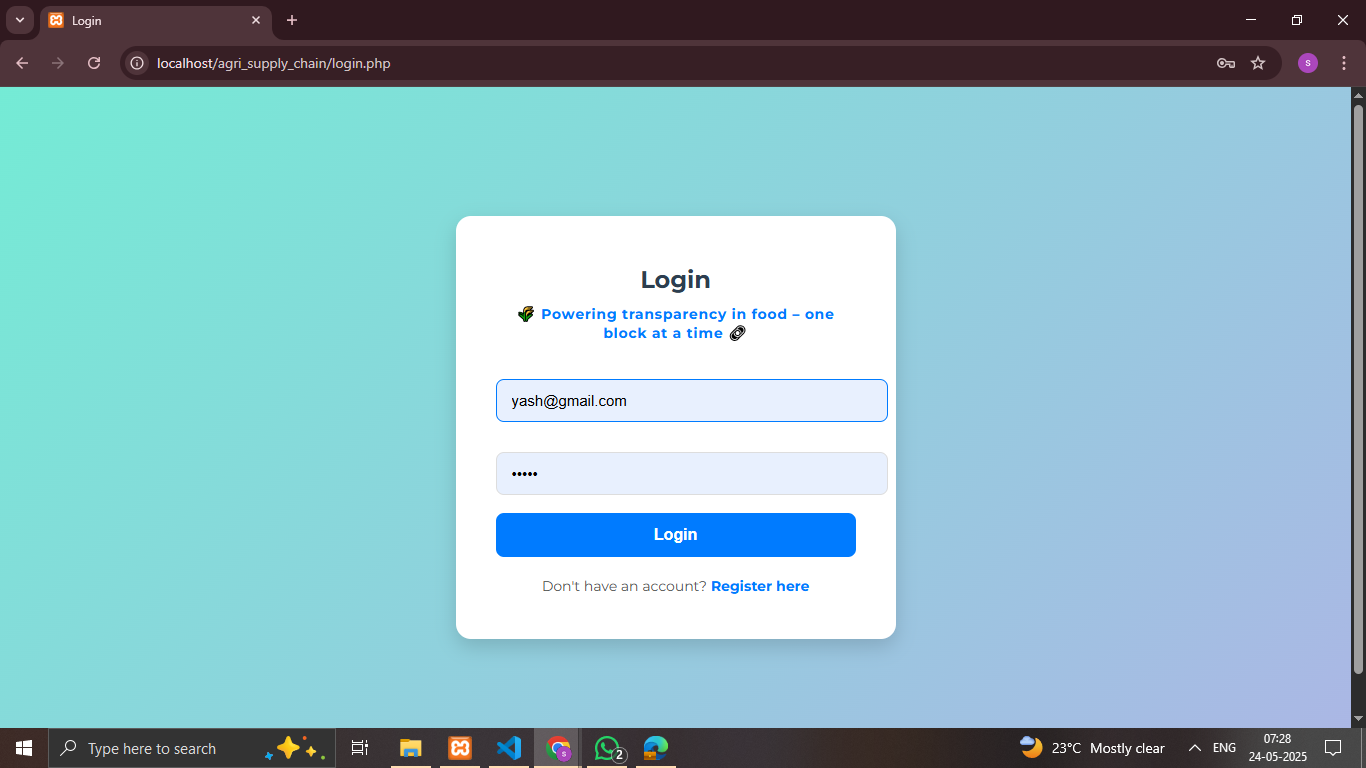 Login
localhost/agri_supply_chain/login.php
s
Login
🌾 Powering transparency in food – one
block at a time 🔗
yash@gmail.com
•••••
Login
Don't have an account? Register here
Type here to search
s
2
23°C Mostly clear
ENG
07:28
24-05-2025